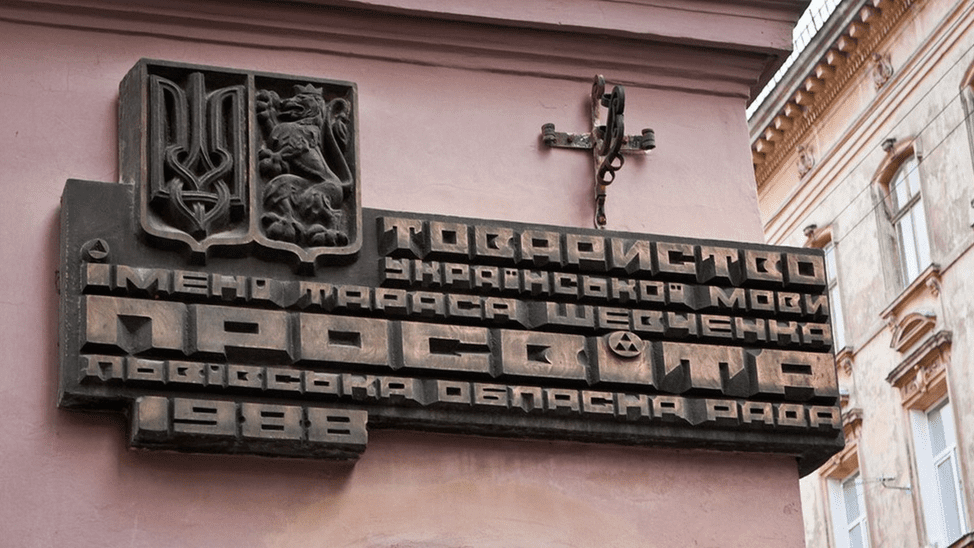 ТОВАРИСТВО
УКРАЇНСЬКОЇ МОВИ
ІМЕНІ ТАРАСА ШЕВЧЕНКА
ПРОСВІТА
ЛЬВІВСЬКА ОБЛАСНА РАДА
1988